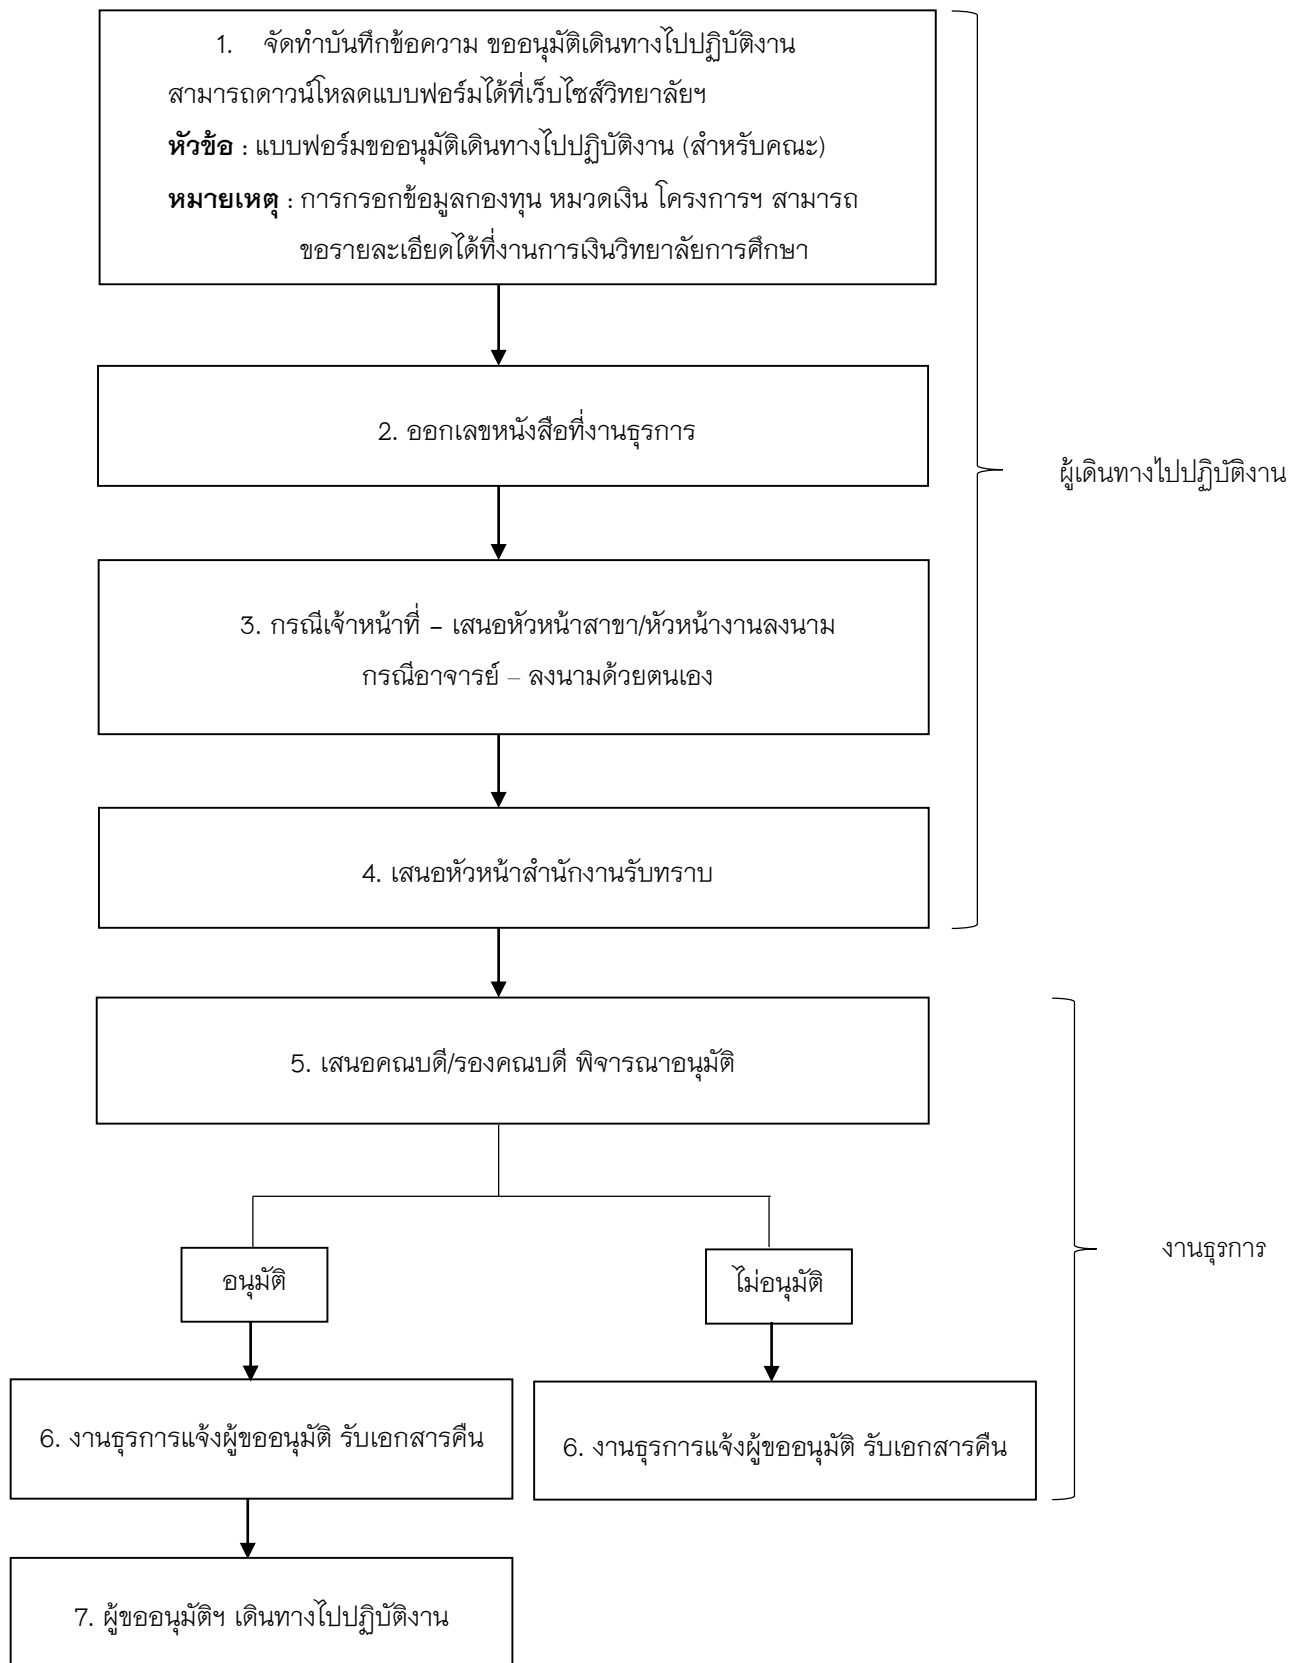 1. จัดทำบันทึกข้อความ ขออนุมัติเดินทางไปปฏิบัติงาน
สามารถดาวน์โหลดแบบฟอร์มได้ที่เว็บไซส์วิทยาลัยฯ
หัวข้อ : แบบฟอร์มขออนุมัติเดินทางไปปฏิบัติงาน (สำหรับคณะ)
หมายเหตุ : การกรอกข้อมูลกองทุน หมวดเงิน โครงการฯ สามารถ
ขอรายละเอียดได้ที่งานการเงินวิทยาลัยการศึกษา
2. ออกเลขหนังสือที่งานธุรการ
ผู้เดินทางไปปฏิบัติงาน
3. กรณีเจ้าหน้าที่ – เสนอหัวหน้าสาขา/หัวหน้างานลงนาม
กรณีอาจารย์ – ลงนามด้วยตนเอง
4. เสนอหัวหน้าสำนักงานรับทราบ
5. เสนอคณบดี/รองคณบดี พิจารณาอนุมัติ
งานธุรการ
อนุมัติ
ไม่อนุมัติ
6. งานธุรการแจ้งผู้ขออนุมัติ รับเอกสารคืน
6. งานธุรการแจ้งผู้ขออนุมัติ รับเอกสารคืน
7. ผู้ขออนุมัติฯ เดินทางไปปฏิบัติงาน